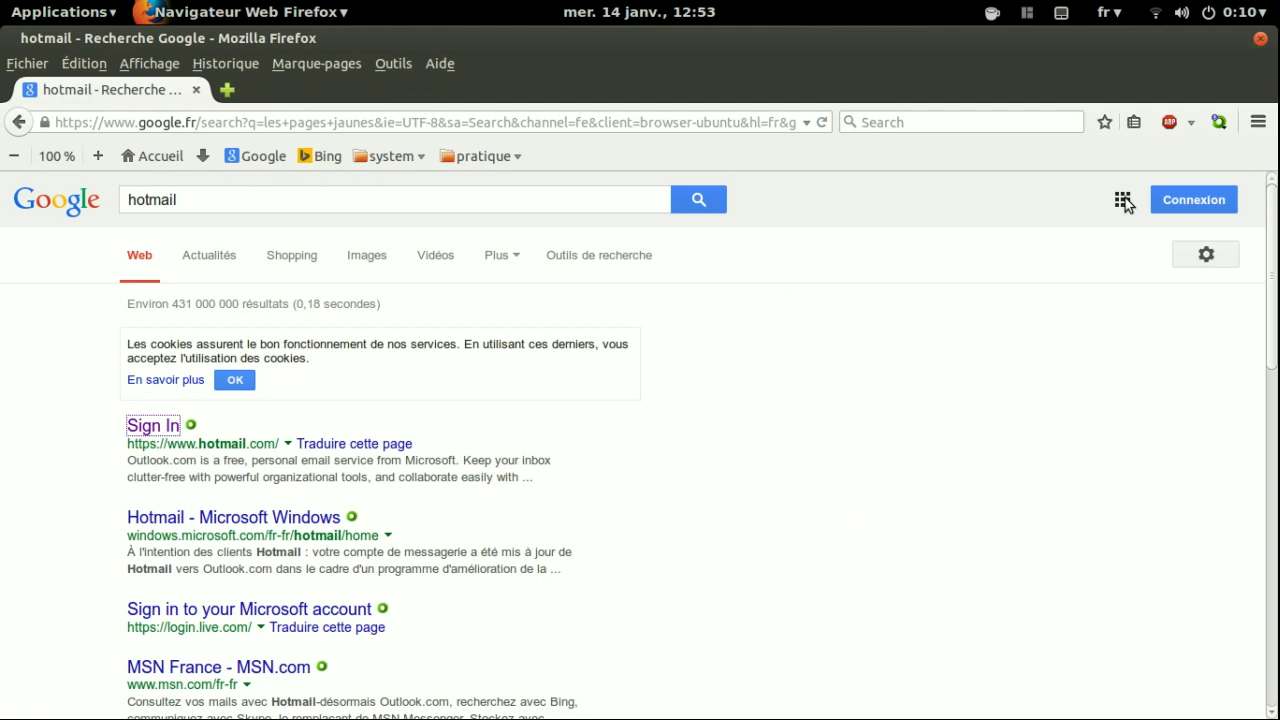 Applications Navigateur Web Firefox mer. 14 janv., 12:53 fr 0:10
hotmail - Recherche Google - Mozilla Firefox
Fichier Édition Affichage Historique Marque-pages Outils Aide
8 hotmail - Recherche ...
https://www.google.fr/search?q=les+pages+jaunes&ie=UTF-8&sa=Search&channel=fe&client=browser-ubuntu&hl=fr&g Search ABP
− 100 % + Accueil 8 Google Bing system pratique
Google hotmail Connexion
Web Actualités Shopping Images Vidéos Plus Outils de recherche
Environ 431 000 000 résultats (0,18 secondes)
Les cookies assurent le bon fonctionnement de nos services. En utilisant ces derniers, vous
acceptez l'utilisation des cookies.
En savoir plus OK
Sign In
https://www.hotmail.com/ Traduire cette page
Outlook.com is a free, personal email service from Microsoft. Keep your inbox
clutter-free with powerful organizational tools, and collaborate easily with ...
Hotmail - Microsoft Windows
windows.microsoft.com/fr-fr/hotmail/home
À l'intention des clients Hotmail : votre compte de messagerie a été mis à jour de
Hotmail vers Outlook.com dans le cadre d'un programme d'amélioration de la ...
Sign in to your Microsoft account
https://login.live.com/ Traduire cette page
MSN France - MSN.com
www.msn.com/fr-fr
Consultez vos mails avec Hotmail-désormais Outlook.com, recherchez avec Bing,
communiquez avec Skype, le remplaçant de MSN Messenger. Stockez avec